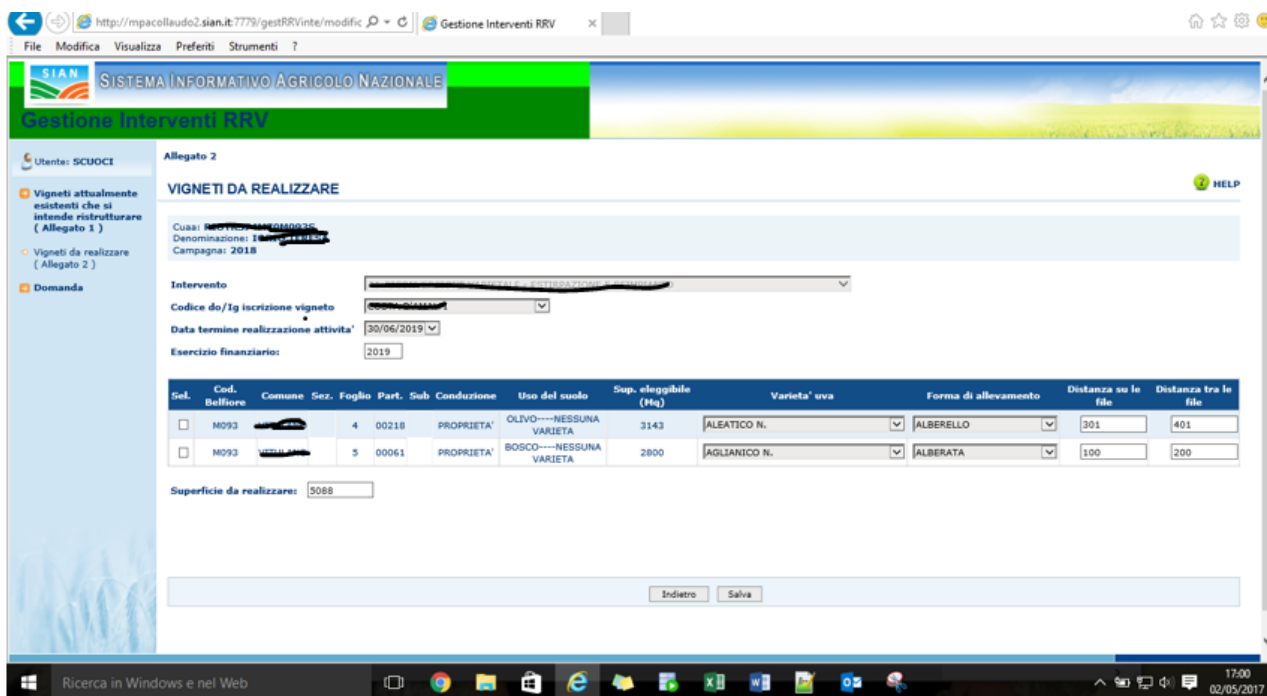 http://mpacollaudo2.sian.it:7779/gestRRVinte/modific
Gestione Interventi RRV
File Modifica Visualizza Preferiti Strumenti ?
SIAN
SISTEMA INFORMATIVO AGRICOLO NAZIONALE
Gestione Interventi RRV
Utente: SCUOCI
Vigneti attualmente
esistenti che si
intende ristrutturare
( Allegato 1 )
Vigneti da realizzare
( Allegato 2 )
Domanda
Allegato 2
VIGNETI DA REALIZZARE
HELP
Cuaa:
Denominazione:
Campagna: 2018
Intervento
Codice do/Ig iscrizione vigneto
Data termine realizzazione attivita' 30/06/2019
Esercizio finanziario: 2019
Sel. Cod. Belfiore Comune Sez. Foglio Part. Sub Conduzione Uso del suolo Sup. eleggibile (Mq) Varieta' uva Forma di allevamento Distanza su le file Distanza tra le file
M093 4 00218 PROPRIETA' OLIVO----NESSUNA VARIETA 3143 ALEATICO N. ALBERELLO 301 401
M093 5 00061 PROPRIETA' BOSCO----NESSUNA VARIETA 2800 AGLIANICO N. ALBERATA 100 200
Superficie da realizzare: 5088
Indietro Salva
Ricerca in Windows e nel Web
17:00
02/05/2017